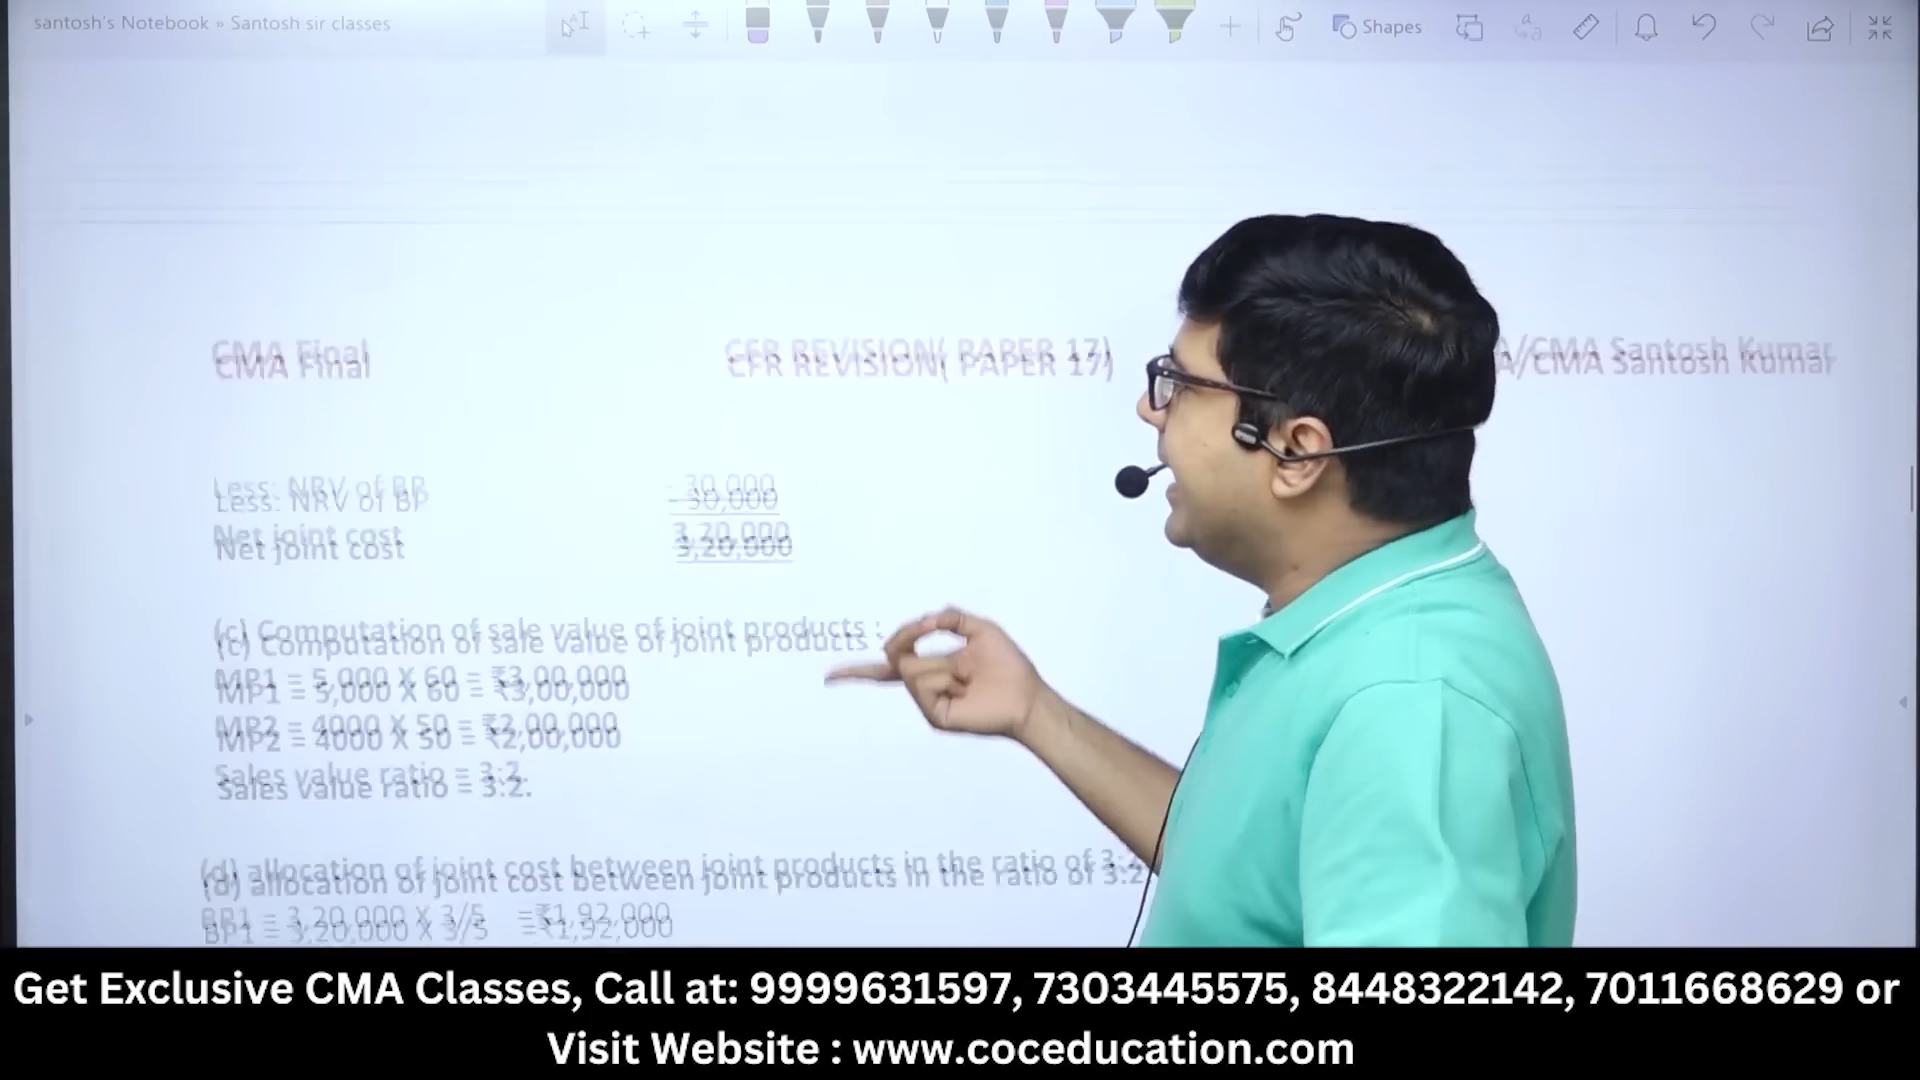 santosh's Notebook » Santosh sir classes
Shapes
CMA Final CFR REVISION( PAPER 17) A/CMA Santosh Kumar
Less: NRV of BP - 30,000
Net joint cost 3,20,000
(c) Computation of sale value of joint products :
MP1 = 5,000 X 60 = ₹3,00,000
MP2 = 4000 X 50 = ₹2,00,000
Sales value ratio = 3:2.
(d) allocation of joint cost between joint products in the ratio of 3:2
BP1 = 3,20,000 X 3/5 =₹1,92,000
Get Exclusive CMA Classes, Call at: 9999631597, 7303445575, 8448322142, 7011668629 or
Visit Website : www.coceducation.com